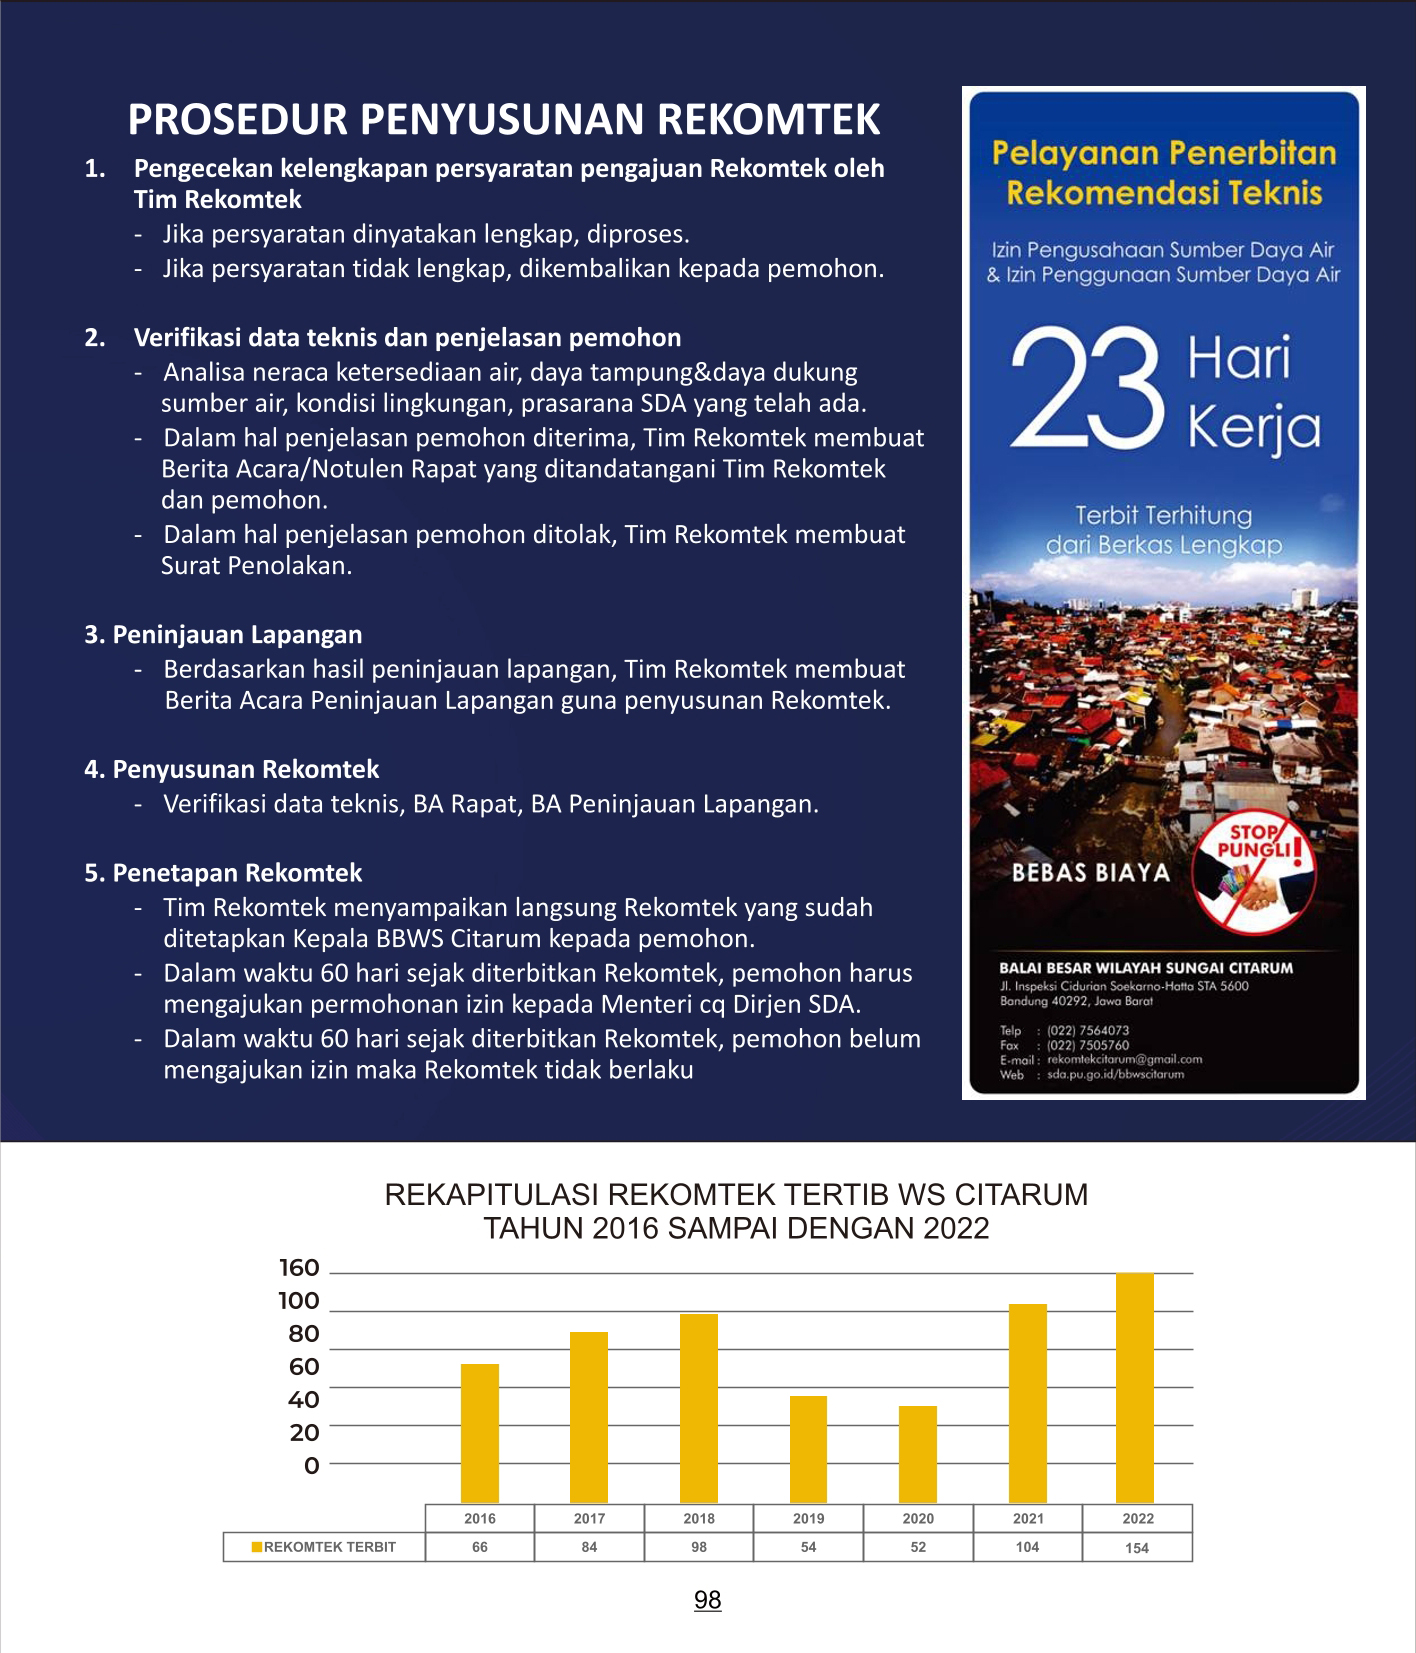 PROSEDUR PENYUSUNAN REKOMTEK
1. Pengecekan kelengkapan persyaratan pengajuan Rekomtek oleh
Tim Rekomtek
- Jika persyaratan dinyatakan lengkap, diproses.
- Jika persyaratan tidak lengkap, dikembalikan kepada pemohon.
2. Verifikasi data teknis dan penjelasan pemohon
- Analisa neraca ketersediaan air, daya tampung&daya dukung
sumber air, kondisi lingkungan, prasarana SDA yang telah ada.
- Dalam hal penjelasan pemohon diterima, Tim Rekomtek membuat
Berita Acara/Notulen Rapat yang ditandatangani Tim Rekomtek
dan pemohon.
- Dalam hal penjelasan pemohon ditolak, Tim Rekomtek membuat
Surat Penolakan.
3. Peninjauan Lapangan
- Berdasarkan hasil peninjauan lapangan, Tim Rekomtek membuat
Berita Acara Peninjauan Lapangan guna penyusunan Rekomtek.
4. Penyusunan Rekomtek
- Verifikasi data teknis, BA Rapat, BA Peninjauan Lapangan.
5. Penetapan Rekomtek
- Tim Rekomtek menyampaikan langsung Rekomtek yang sudah
ditetapkan Kepala BBWS Citarum kepada pemohon.
- Dalam waktu 60 hari sejak diterbitkan Rekomtek, pemohon harus
mengajukan permohonan izin kepada Menteri cq Dirjen SDA.
- Dalam waktu 60 hari sejak diterbitkan Rekomtek, pemohon belum
mengajukan izin maka Rekomtek tidak berlaku
Pelayanan Penerbitan
Rekomendasi Teknis
Izin Pengusahaan Sumber Daya Air
& Izin Penggunaan Sumber Daya Air
23 Hari
Kerja
Terbit Terhitung
dari Berkas Lengkap
STOP
PUNGLI!
BEBAS BIAYA
BALAI BESAR WILAYAH SUNGAI CITARUM
Jl. Inspeksi Cidurian Soekarno-Hatta STA 5600
Bandung 40292, Jawa Barat
Telp : (022) 7564073
Fax : (022) 7505760
E-mail : rekomtekcitarum@gmail.com
Web : sda.pu.go.id/bbwscitarum
REKAPITULASI REKOMTEK TERTIB WS CITARUM
TAHUN 2016 SAMPAI DENGAN 2022
160
100
80
60
40
20
0
2016 2017 2018 2019 2020 2021 2022
REKOMTEK TERBIT 66 84 98 54 52 104 154
98